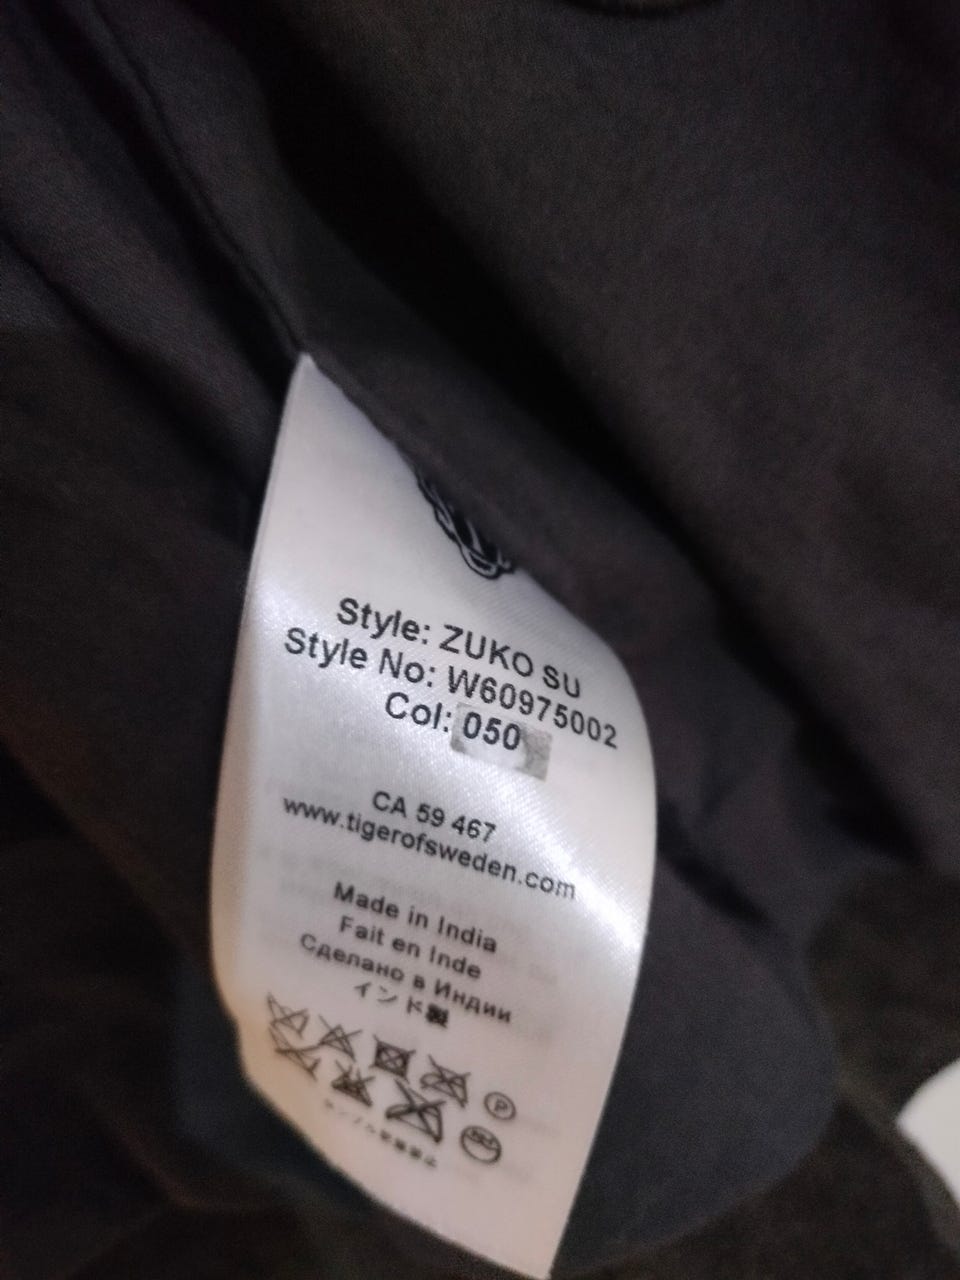 Style: ZUKO SU
Style No: W60975002
Col: 050
CA 59 467
www.tigerofsweden.com
Made in India
Fait en Inde
Сделано в Индии
インド製
P